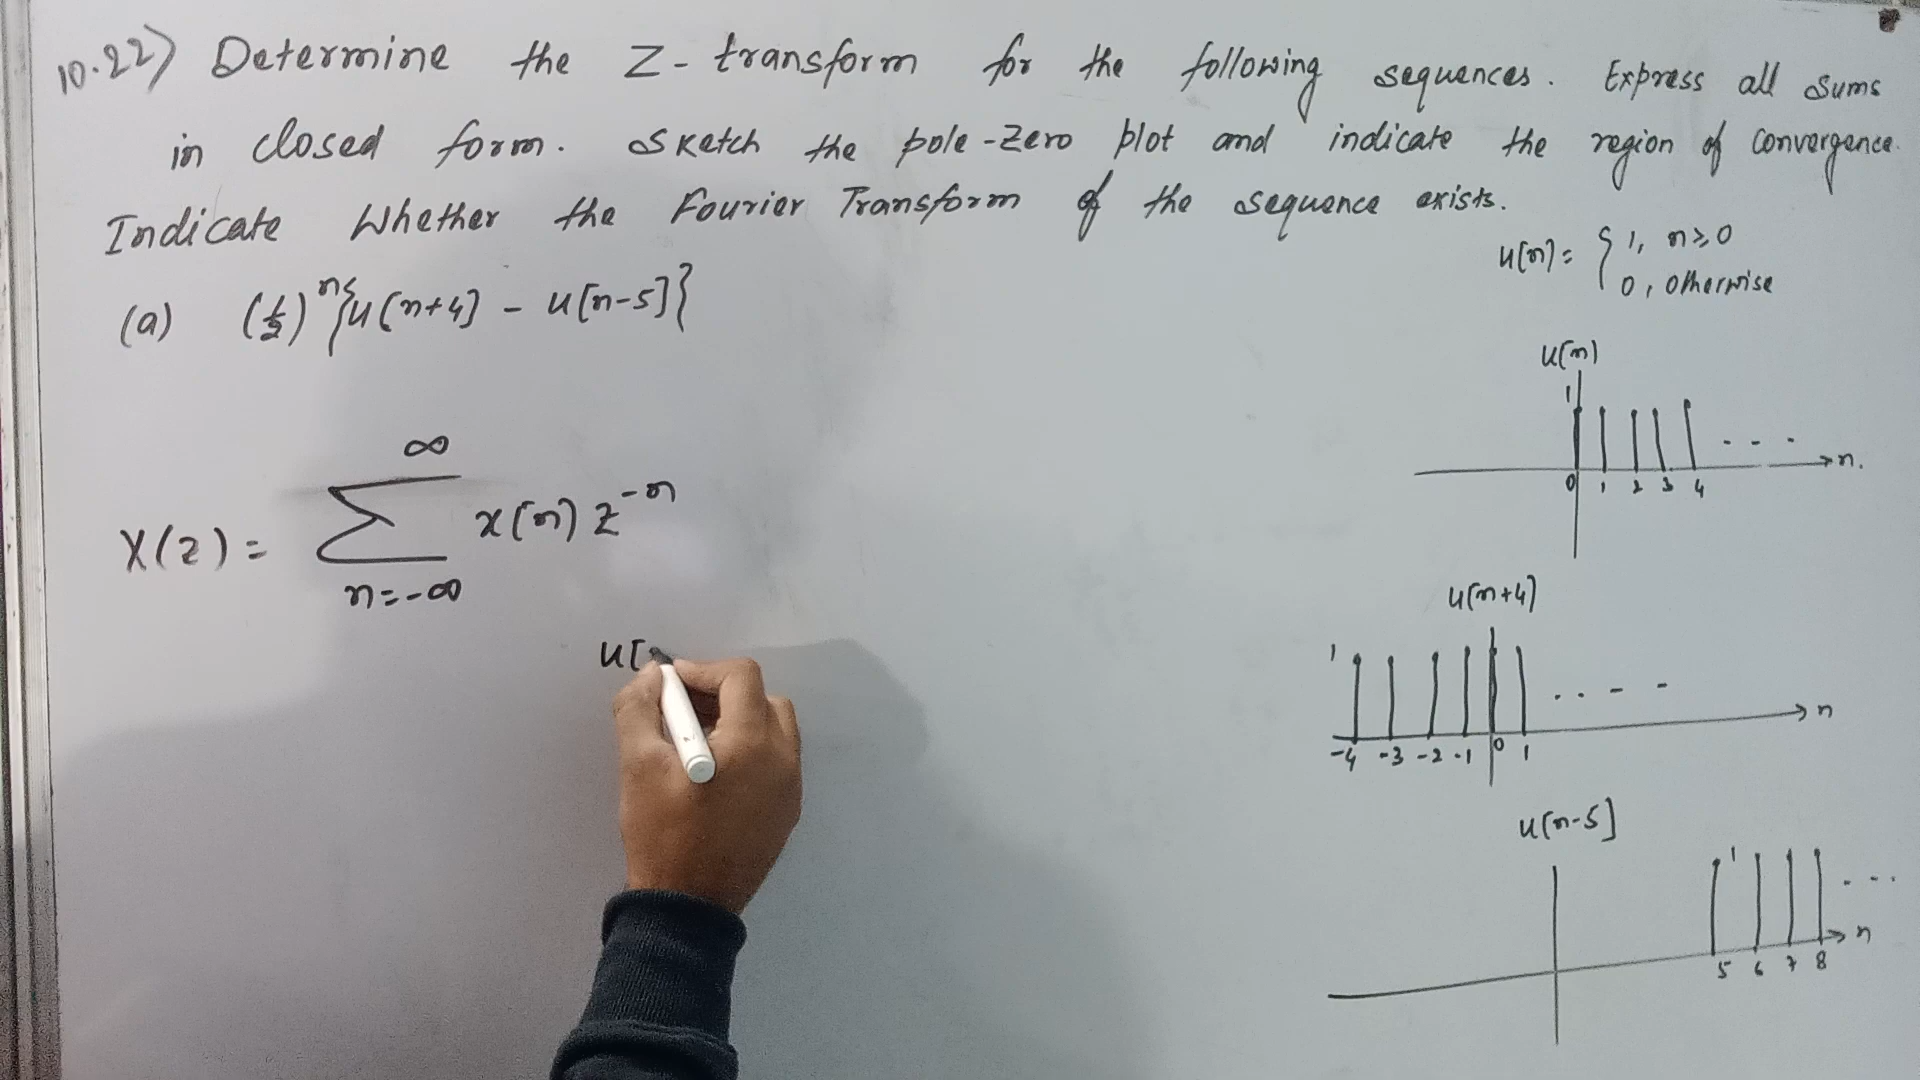 10.22) Determine the Z-transform for the following sequences. Express all sums
in closed form. Sketch the pole-zero plot and indicate the region of convergence.
Indicate whether the Fourier Transform of the sequence exists.
u[n]= { 1, n≥0
0, otherwise
(a) (1/2)^n {u[n+4] - u[n-5]}
X(z) = ∞ Σ n=-∞ x[n] z^-n
u[
u[n]
1
0 1 2 3 4 . . . → n.
u[n+4]
1
. . - -
-4 -3 -2 -1 0 1 → n
u[n-5]
1
. . .
5 6 7 8 → n